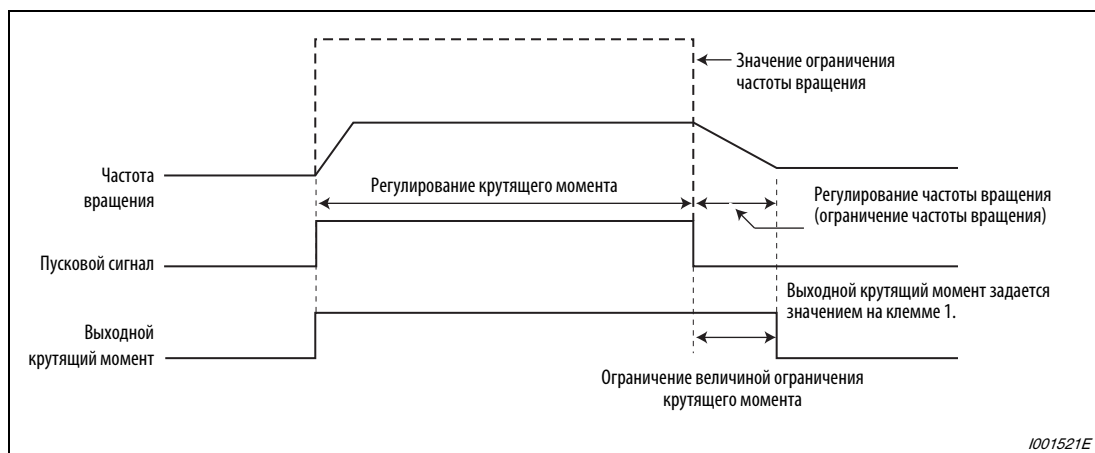 Значение ограничения
частоты вращения
Частота
вращения
Регулирование крутящего момента
Регулирование частоты вращения
(ограничение частоты вращения)
Пусковой сигнал
Выходной крутящий момент задается
значением на клемме 1.
Выходной
крутящий момент
Ограничение величиной ограничения
крутящего момента
I001521E